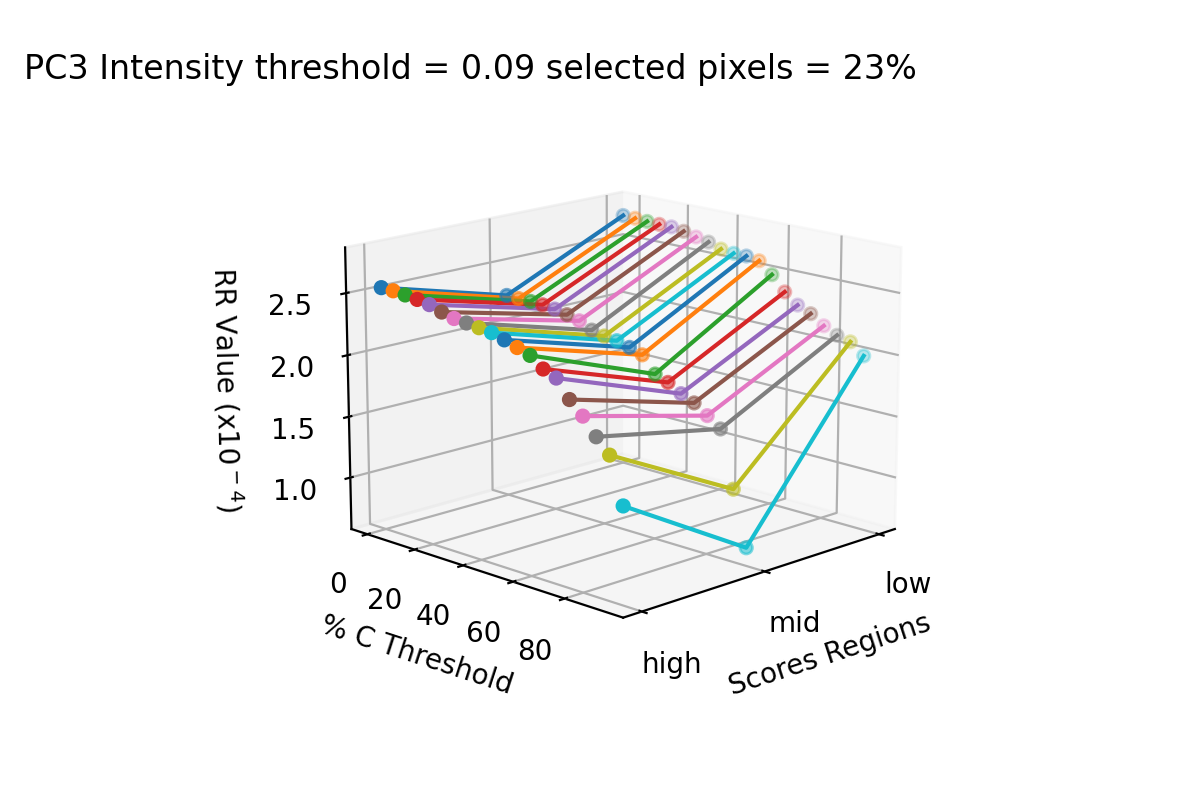 PC3 Intensity threshold = 0.09 selected pixels = 23%
RR Value (x10⁻⁴)
2.5
2.0
1.5
1.0
0
20
40
60
80
% C Threshold
high
mid
low
Scores Regions